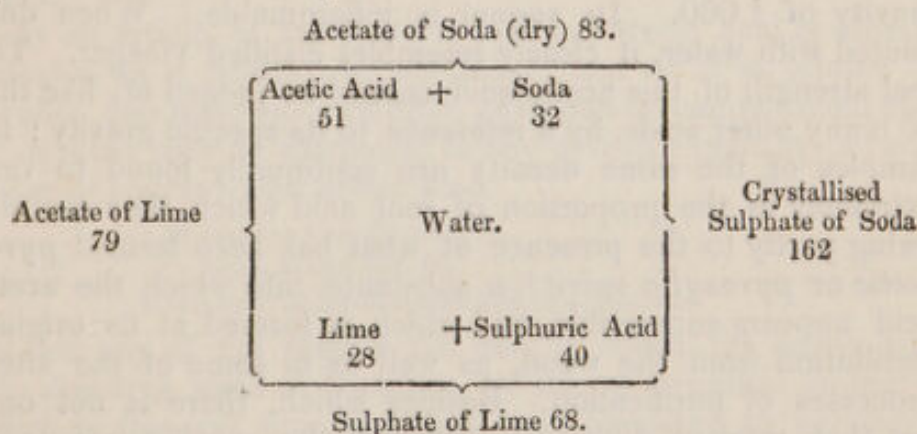 Acetate of Soda (dry) 83.
Acetic Acid + Soda
51 32
Acetate of Lime
79
Water.
Crystallised
Sulphate of Soda
162
Lime + Sulphuric Acid
28 40
Sulphate of Lime 68.